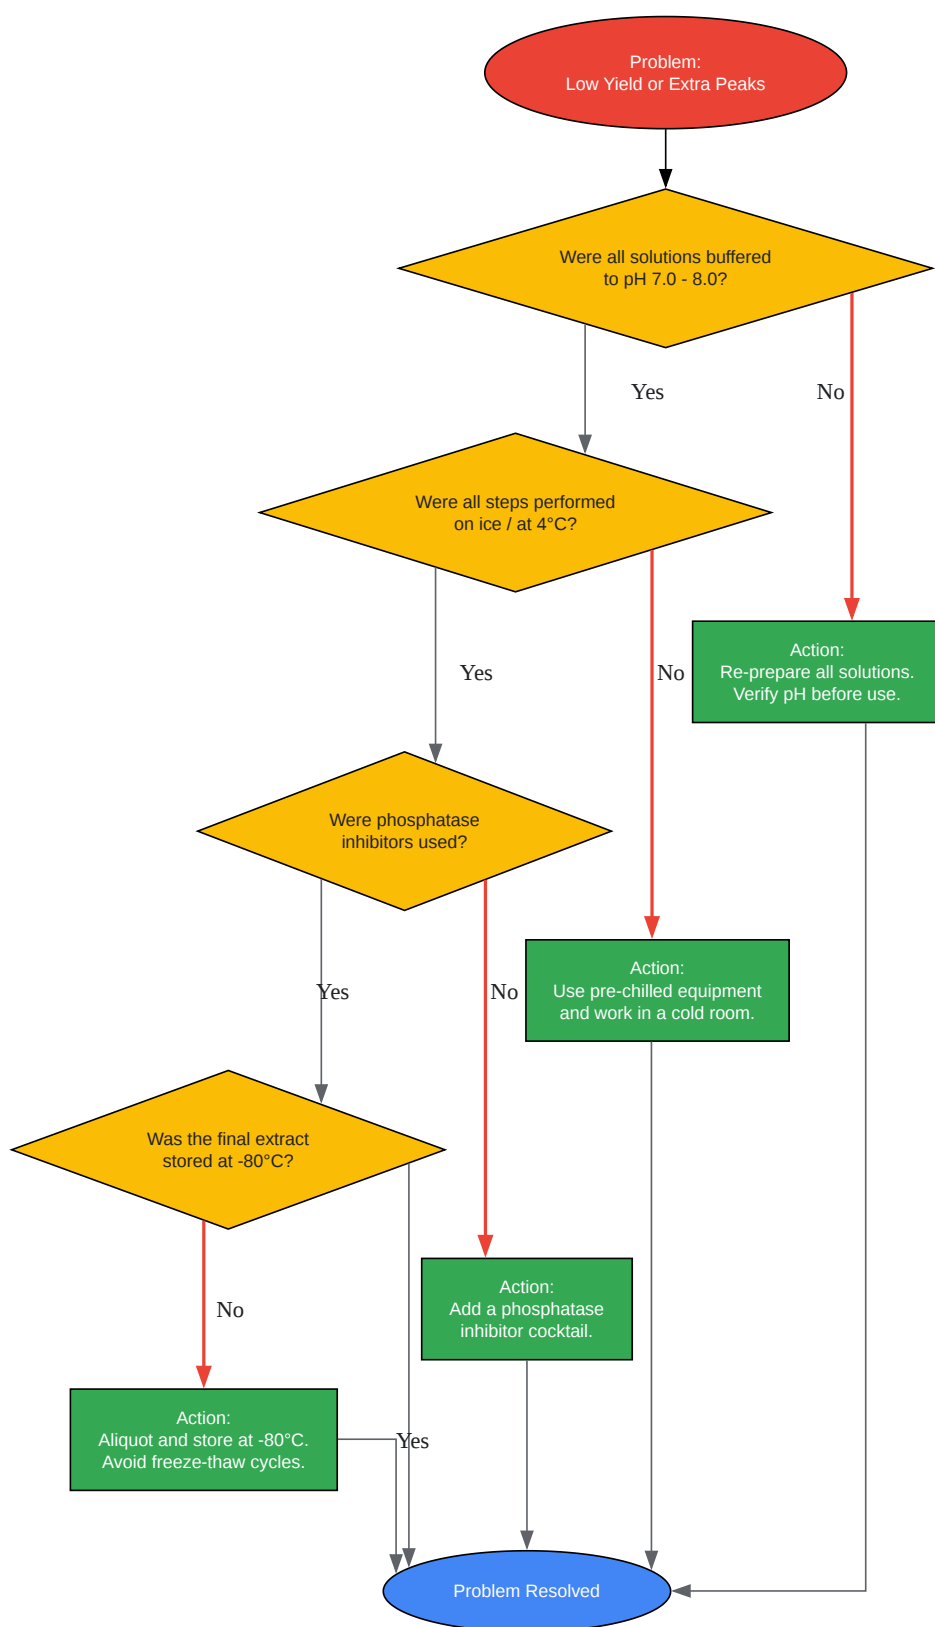 Problem:
Low Yield or Extra Peaks
Were all solutions buffered
to pH 7.0 - 8.0?
Yes
No
Were all steps performed
on ice / at 4°C?
Action:
Re-prepare all solutions.
Verify pH before use.
Yes
No
Were phosphatase
inhibitors used?
Action:
Use pre-chilled equipment
and work in a cold room.
Yes
No
Was the final extract
stored at -80°C?
Action:
Add a phosphatase
inhibitor cocktail.
No
Action:
Aliquot and store at -80°C.
Avoid freeze-thaw cycles.
Yes
Problem Resolved